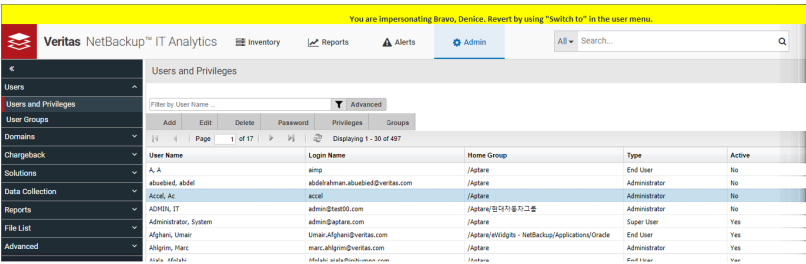 You are impersonating Bravo, Denice. Revert by using "Switch to" in the user menu.
Veritas NetBackup™ IT Analytics Inventory Reports Alerts Admin All Search...
« Users and Privileges
Users
Users and Privileges Filter by User Name ... Advanced
User Groups Add Edit Delete Password Privileges Groups
Domains Page 1 of 17 Displaying 1 - 30 of 497
Chargeback User Name Login Name Home Group Type Active
Solutions A, A aimp /Aptare End User No
abuebied, abdel abdelrahman.abuebied@veritas.com /Aptare Administrator No
Data Collection Accel, Ac accel /Aptare Administrator No
Reports ADMIN, IT admin@test00.com /Aptare/현대자동차그룹 Administrator No
File List Administrator, System admin@aptare.com /Aptare Super User Yes
Afghani, Umair Umair.Afghani@veritas.com /Aptare/eWidgits - NetBackup/Applications/Oracle End User Yes
Advanced Ahlgrim, Marc marc.ahlgrim@veritas.com /Aptare Administrator Yes